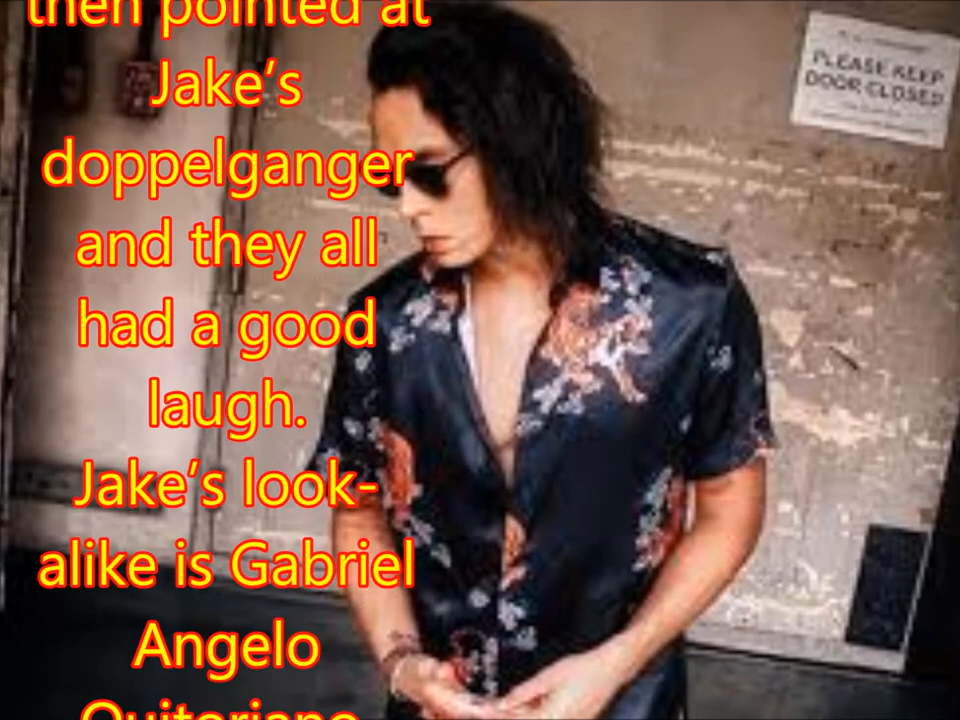 then pointed at
Jake's
doppelganger
and they all
had a good
laugh.
Jake's look-
alike is Gabriel
Angelo
Quitoriano
PLEASE KEEP
DOOR CLOSED